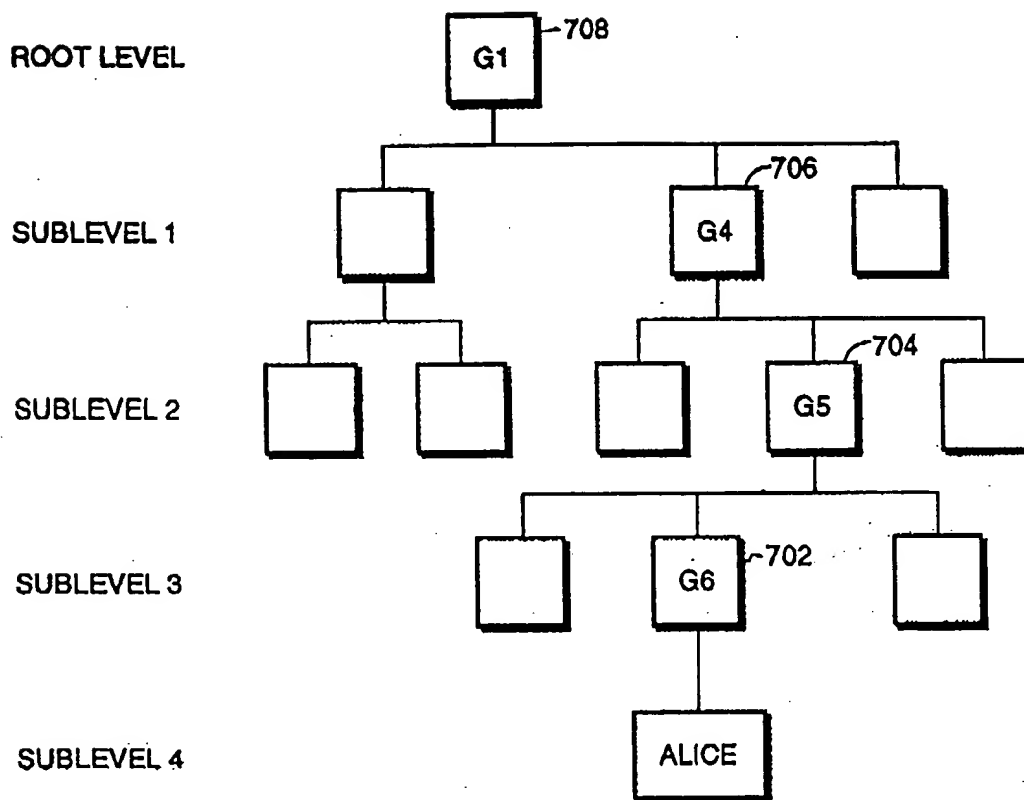 ROOT LEVEL
G1
708
SUBLEVEL 1
G4
706
SUBLEVEL 2
G5
704
SUBLEVEL 3
G6
702
SUBLEVEL 4
ALICE